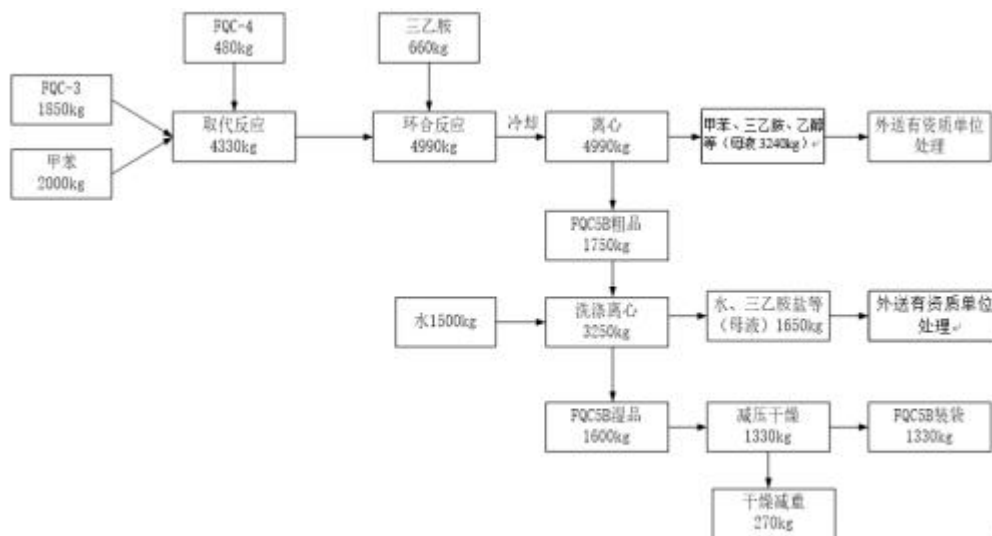 FQC-4
480kg
三乙胺
660kg
FQC-3
1850kg
甲苯
2000kg
取代反应
4330kg
环合反应
4990kg
冷却
离心
4990kg
甲苯、三乙胺、乙醇
等（母液3240kg）
外送有资质单位
处理
FQC5B粗品
1750kg
水1500kg
洗涤离心
3250kg
水、三乙胺盐等
（母液）1650kg
外送有资质单位
处理
FQC5B湿品
1600kg
减压干燥
1330kg
FQC5B装袋
1330kg
干燥减重
270kg